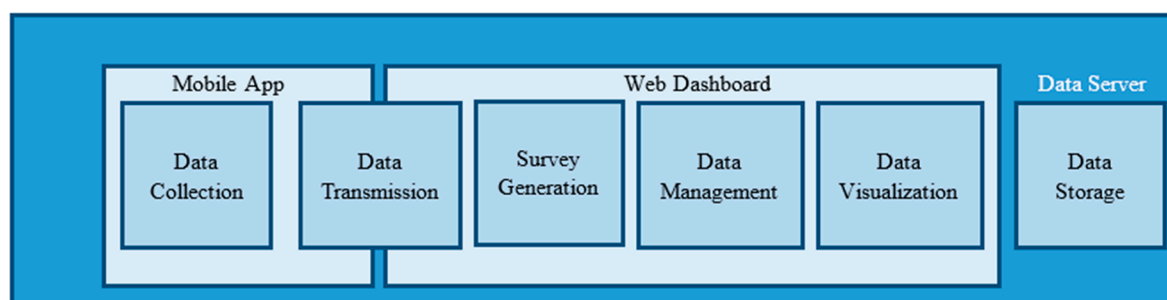 Mobile App
Web Dashboard
Data Server
Data
Collection
Data
Transmission
Survey
Generation
Data
Management
Data
Visualization
Data
Storage